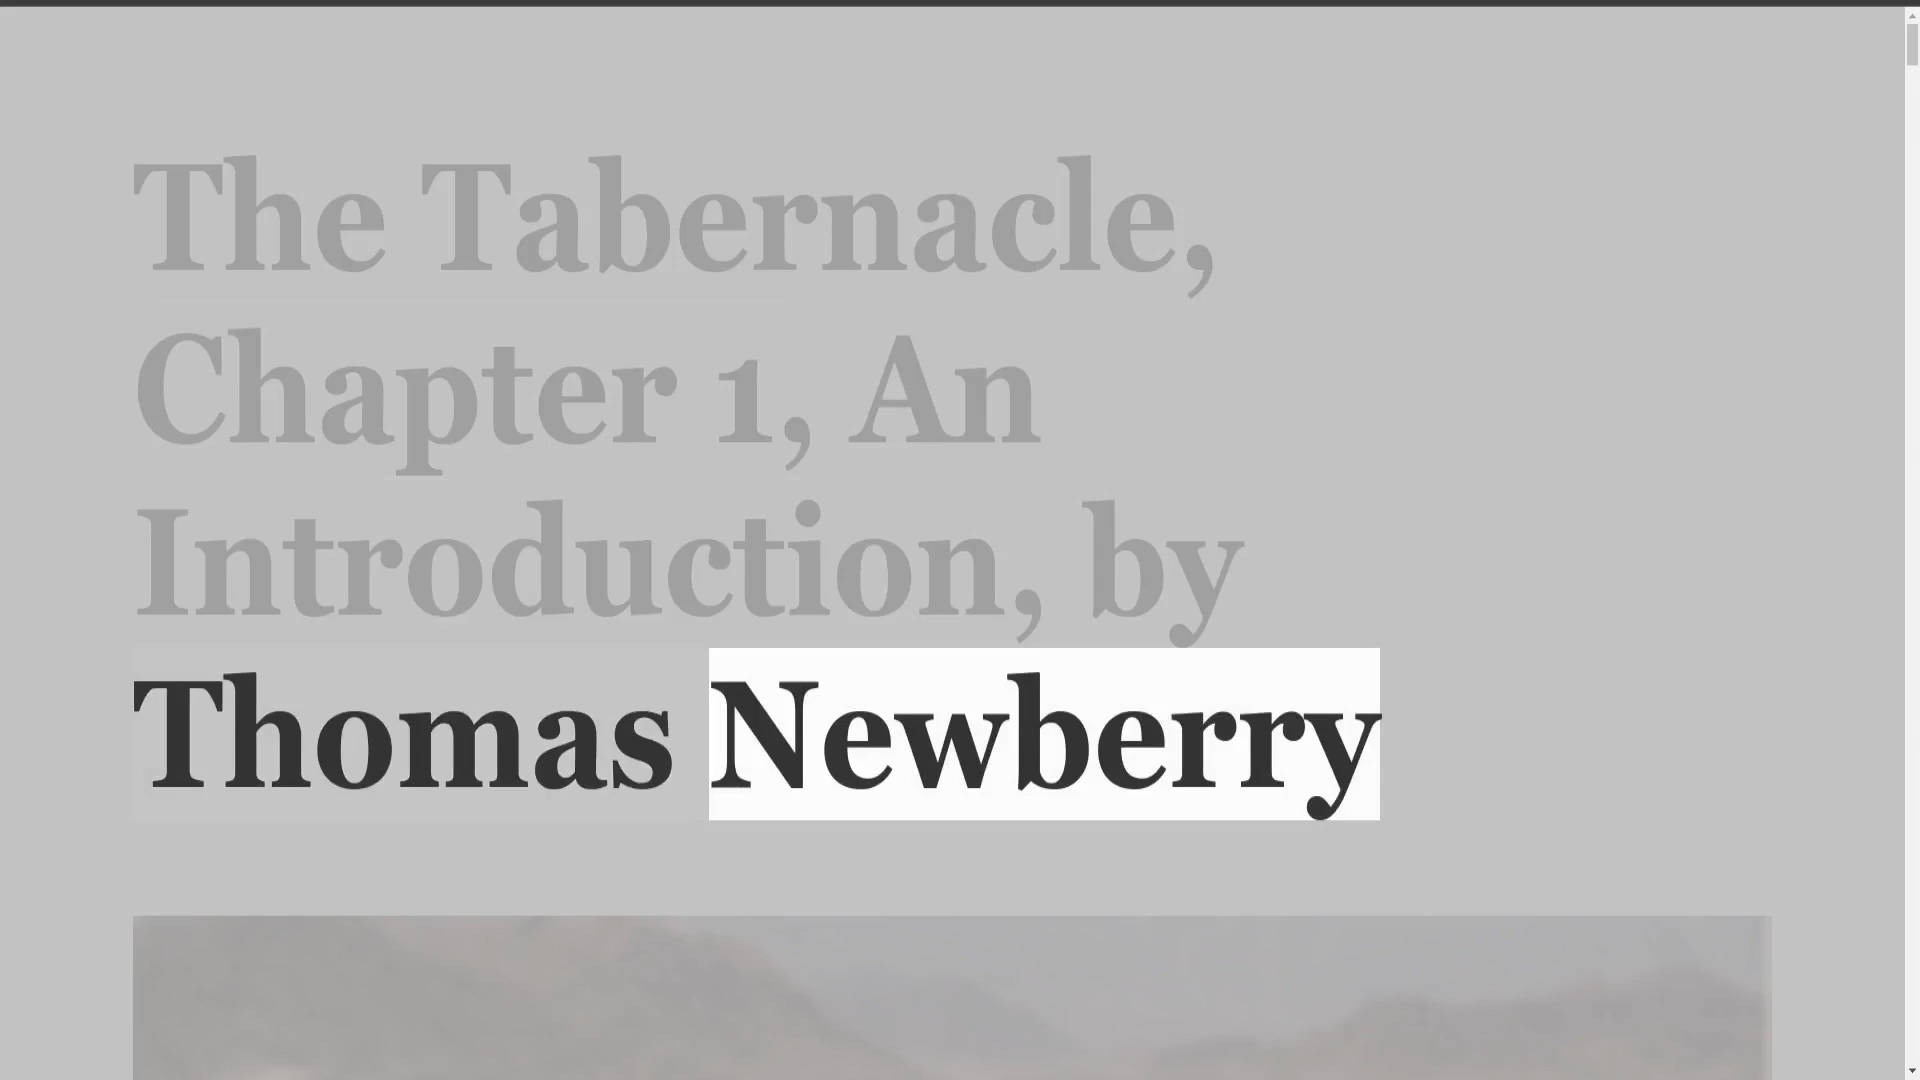 The Tabernacle,
Chapter 1, An
Introduction, by
Thomas Newberry